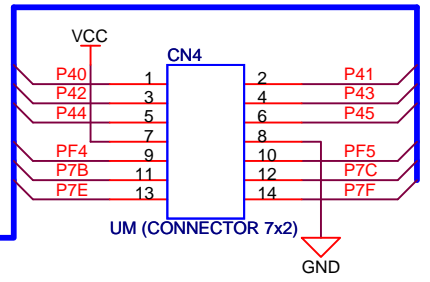 VCC
CN4
P40 1 2 P41
P42 3 4 P43
P44 5 6 P45
7 8
PF4 9 10 PF5
P7B 11 12 P7C
P7E 13 14 P7F
UM (CONNECTOR 7x2)
GND